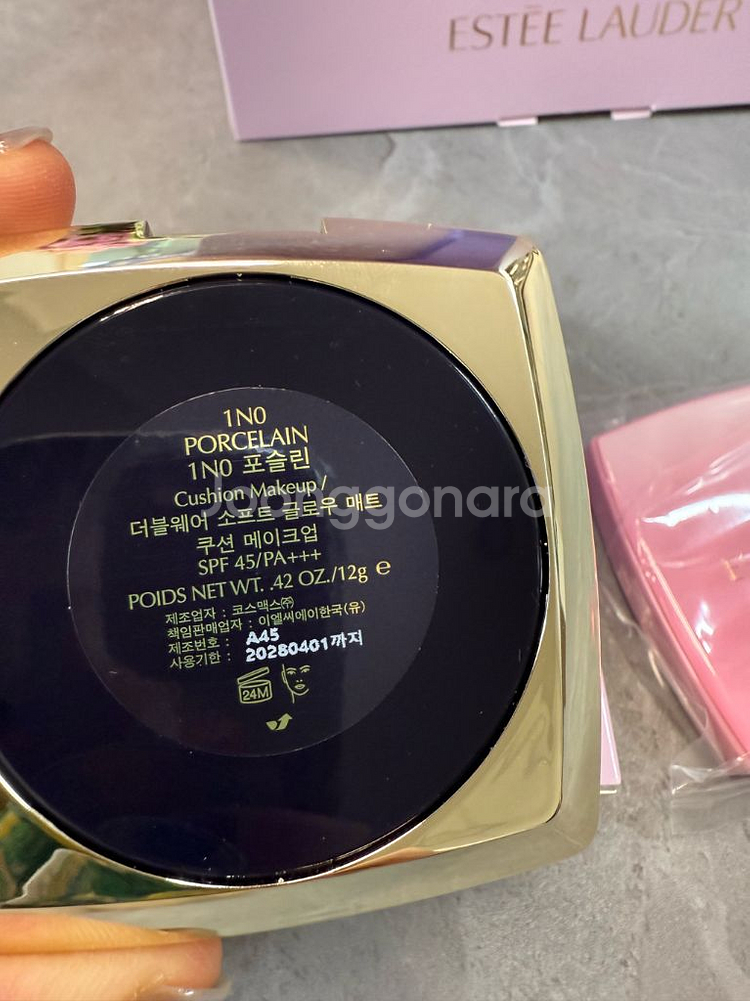 ESTĒE LAUDER
1N0
PORCELAIN
1N0 포슬린
Cushion Makeup /
더블웨어 소프트 글로우 매트
쿠션 메이크업
SPF 45/PA+++
POIDS NET WT. .42 OZ./12g e
제조업자 : 코스맥스㈜
책임판매업자 : 이엘씨에이한국(유)
제조번호 : A45
사용기한 : 20280401까지
24M
Joonggonara